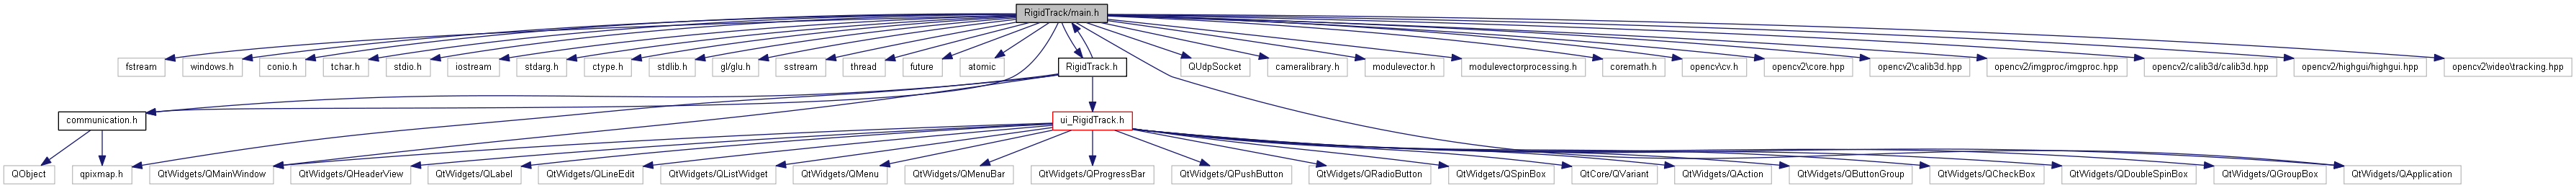 RigidTrack/main.h
fstream
windows.h
conio.h
tchar.h
stdio.h
iostream
stdarg.h
ctype.h
stdlib.h
gl/glu.h
sstream
thread
future
atomic
RigidTrack.h
QUdpSocket
cameralibrary.h
modulevector.h
modulevectorprocessing.h
coremath.h
opencv\cv.h
opencv2\core.hpp
opencv2\calib3d.hpp
opencv2/imgproc/imgproc.hpp
opencv2/calib3d/calib3d.hpp
opencv2/highgui/highgui.hpp
opencv2\video\tracking.hpp
communication.h
ui_RigidTrack.h
QObject
qpixmap.h
QtWidgets/QMainWindow
QtWidgets/QHeaderView
QtWidgets/QLabel
QtWidgets/QLineEdit
QtWidgets/QListWidget
QtWidgets/QMenu
QtWidgets/QMenuBar
QtWidgets/QProgressBar
QtWidgets/QPushButton
QtWidgets/QRadioButton
QtWidgets/QSpinBox
QtCore/QVariant
QtWidgets/QAction
QtWidgets/QButtonGroup
QtWidgets/QCheckBox
QtWidgets/QDoubleSpinBox
QtWidgets/QGroupBox
QtWidgets/QApplication